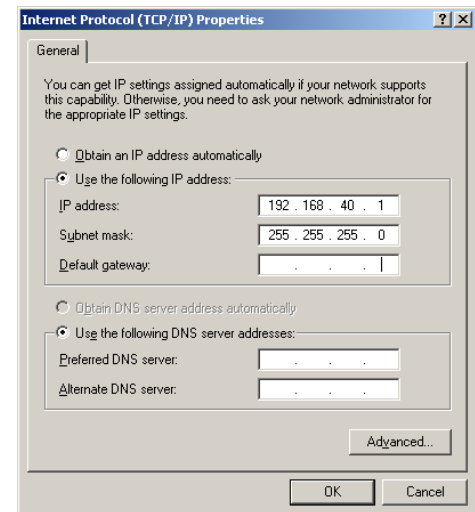 Internet Protocol (TCP/IP) Properties
General
You can get IP settings assigned automatically if your network supports
this capability. Otherwise, you need to ask your network administrator for
the appropriate IP settings.
Obtain an IP address automatically
Use the following IP address:
IP address: 192 . 168 . 40 . 1
Subnet mask: 255 . 255 . 255 . 0
Default gateway: . . .
Obtain DNS server address automatically
Use the following DNS server addresses:
Preferred DNS server: . . .
Alternate DNS server: . . .
Advanced...
OK Cancel